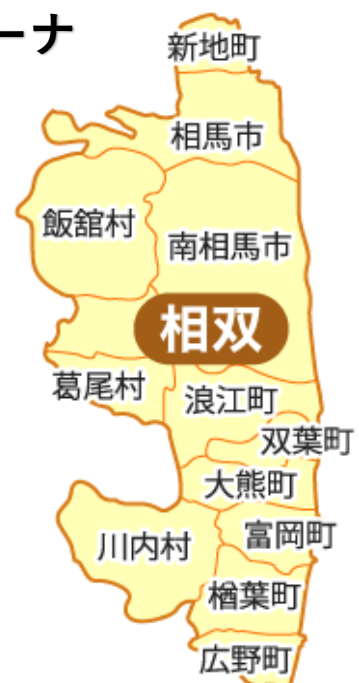 ーナ
新地町
相馬市
飯舘村
南相馬市
相双
葛尾村
浪江町
双葉町
大熊町
富岡町
川内村
楢葉町
広野町